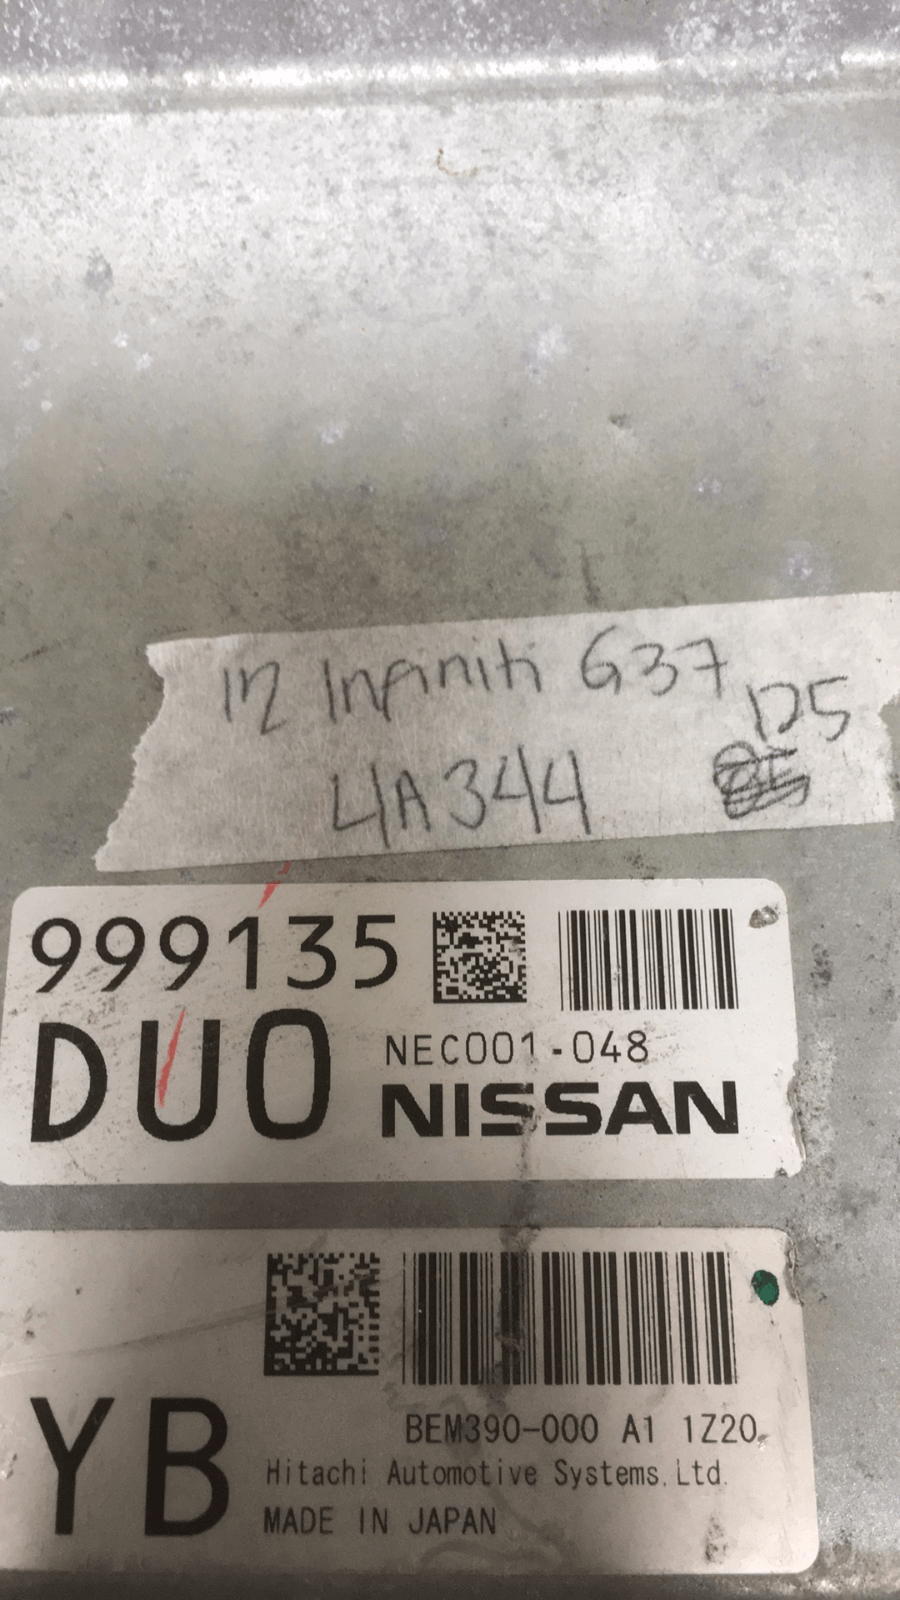 12 Infiniti G37
125
4A344
999135
DUO
NEC001-048
NISSAN
YB
BEM390-000 A1 1Z20
Hitachi Automotive Systems.Ltd.
MADE IN JAPAN